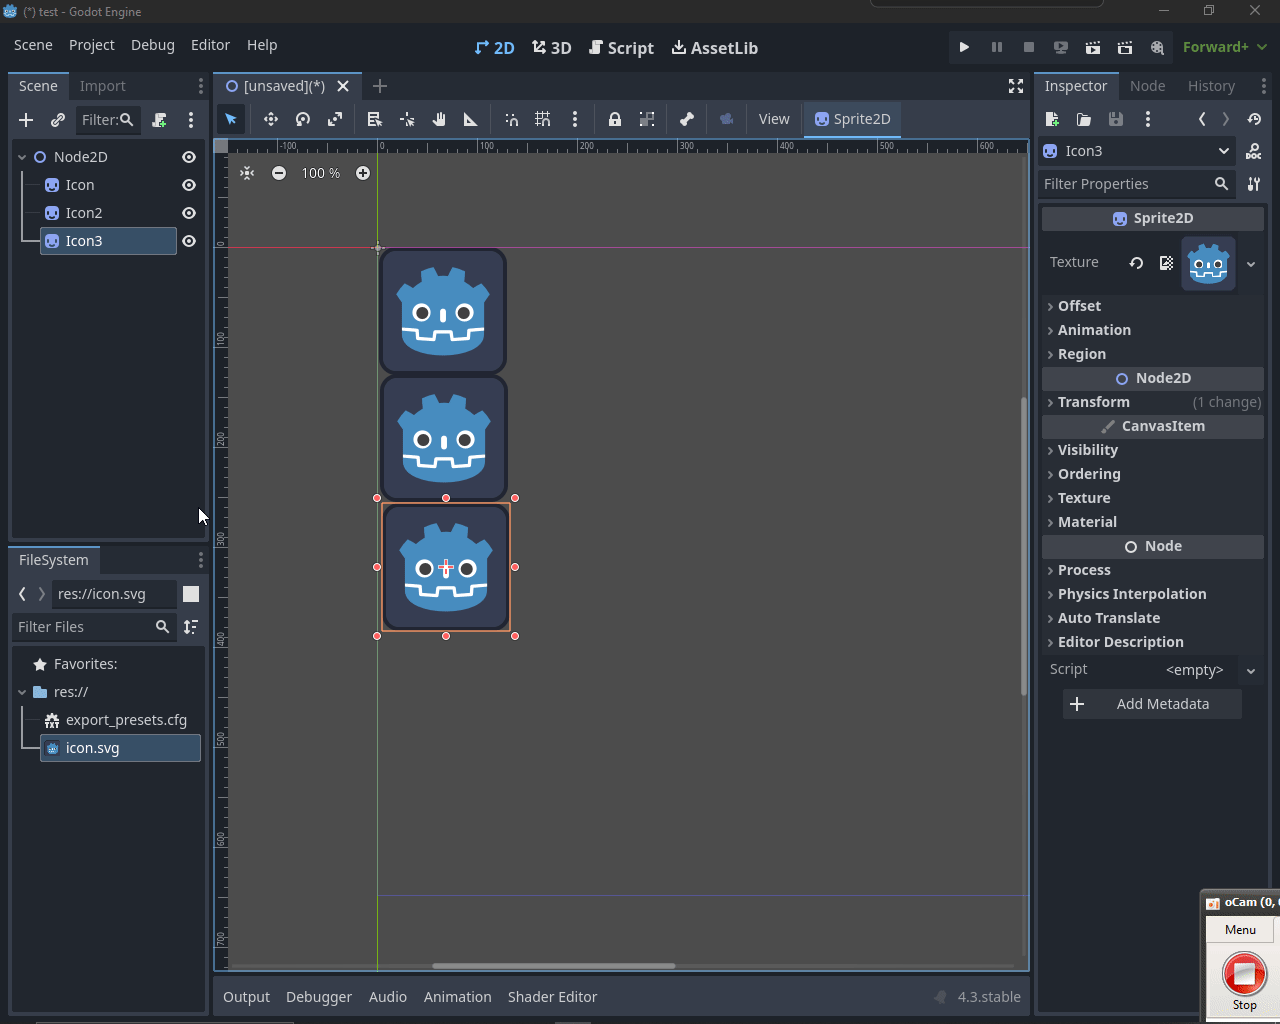 (*) test - Godot Engine
Scene Project Debug Editor Help
2D 3D Script AssetLib
Forward+
Scene Import
[unsaved](*)
Inspector Node History
Filter:
View Sprite2D
Node2D
Icon
Icon2
Icon3
-100 0 100 200 300 400 500 600
100 %
0
100
200
300
400
500
600
700
Icon3
Filter Properties
Sprite2D
Texture
Offset
Animation
Region
Node2D
Transform (1 change)
CanvasItem
Visibility
Ordering
Texture
Material
Node
Process
Physics Interpolation
Auto Translate
Editor Description
Script <empty>
Add Metadata
FileSystem
res://icon.svg
Filter Files
Favorites:
res://
export_presets.cfg
icon.svg
Output Debugger Audio Animation Shader Editor
4.3.stable
oCam (0,
Menu
Stop